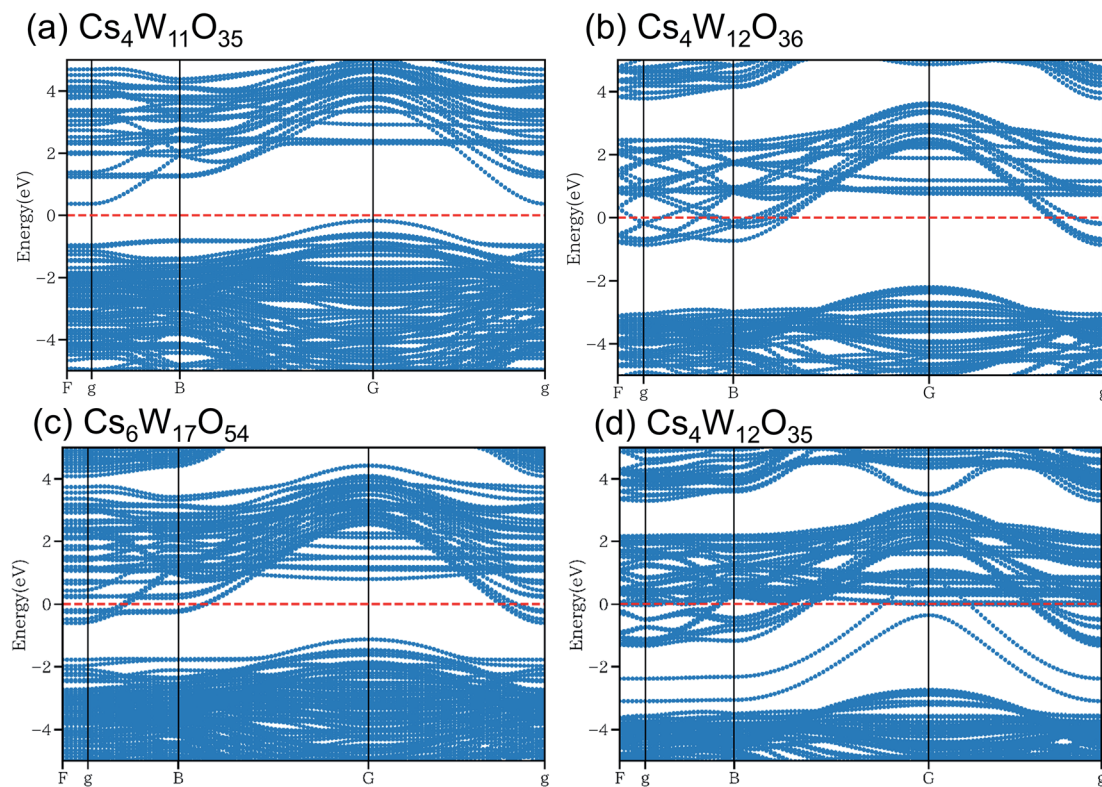 (a) Cs₄W₁₁O₃₅
Energy(eV)
4
2
0
−2
−4
F g B G g
(b) Cs₄W₁₂O₃₆
Energy(eV)
4
2
0
−2
−4
F g B G g
(c) Cs₆W₁₇O₅₄
Energy(eV)
4
2
0
−2
−4
F g B G g
(d) Cs₄W₁₂O₃₅
Energy(eV)
4
2
0
−2
−4
F g B G g